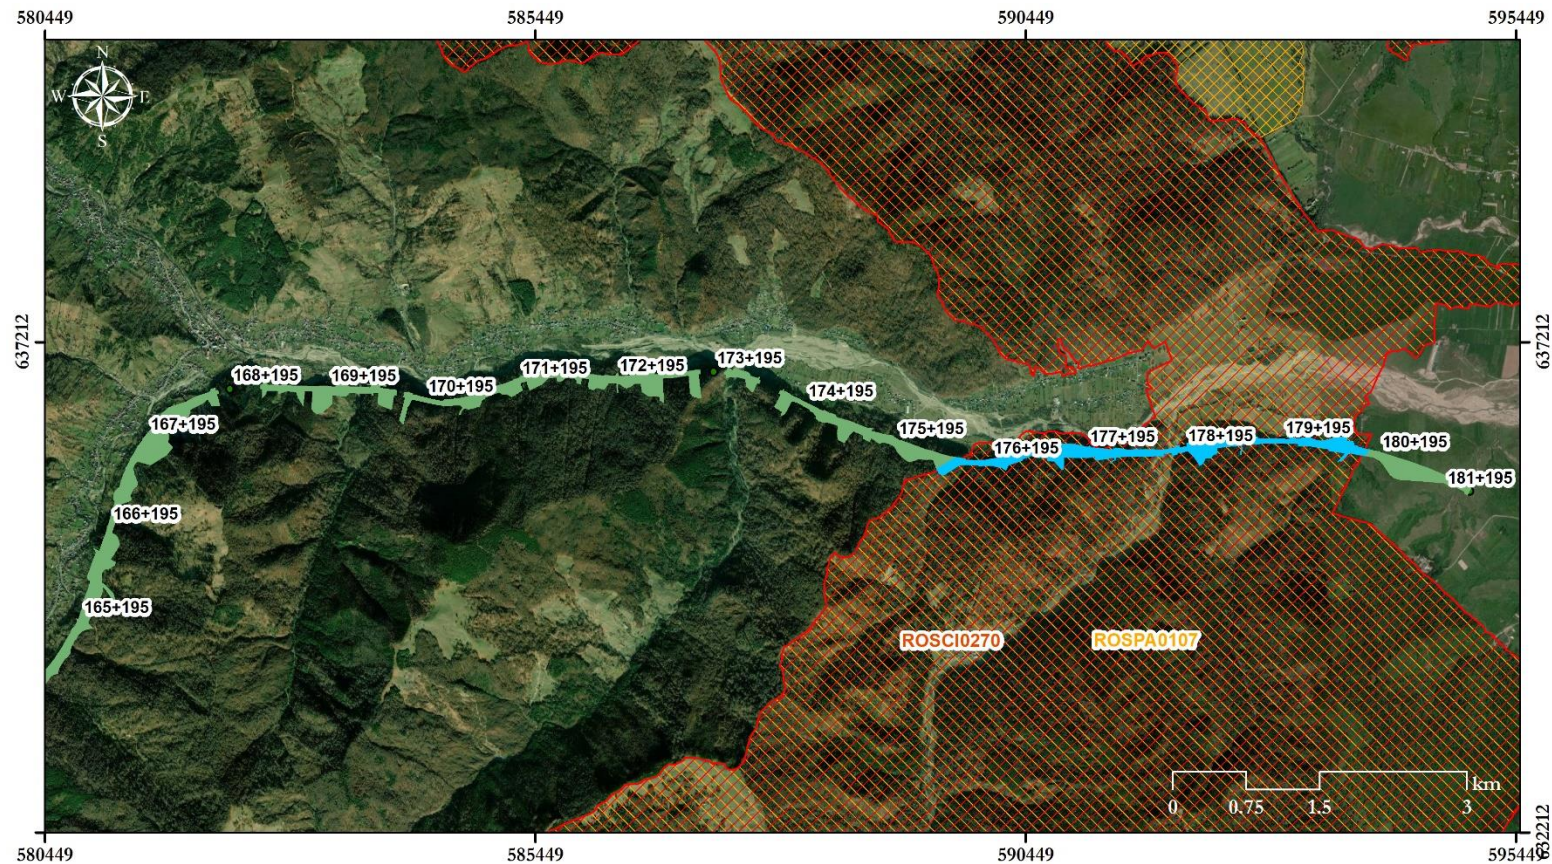 580449 585449 590449 595449
N
W E
S
637212 637212
168+195 169+195 170+195 171+195 172+195 173+195
174+195
167+195 175+195 176+195 177+195 178+195 179+195 180+195
181+195
166+195
165+195
ROSCI0270 ROSPA0107
km
0 0.75 1.5 3
632212
580449 585449 590449 595449